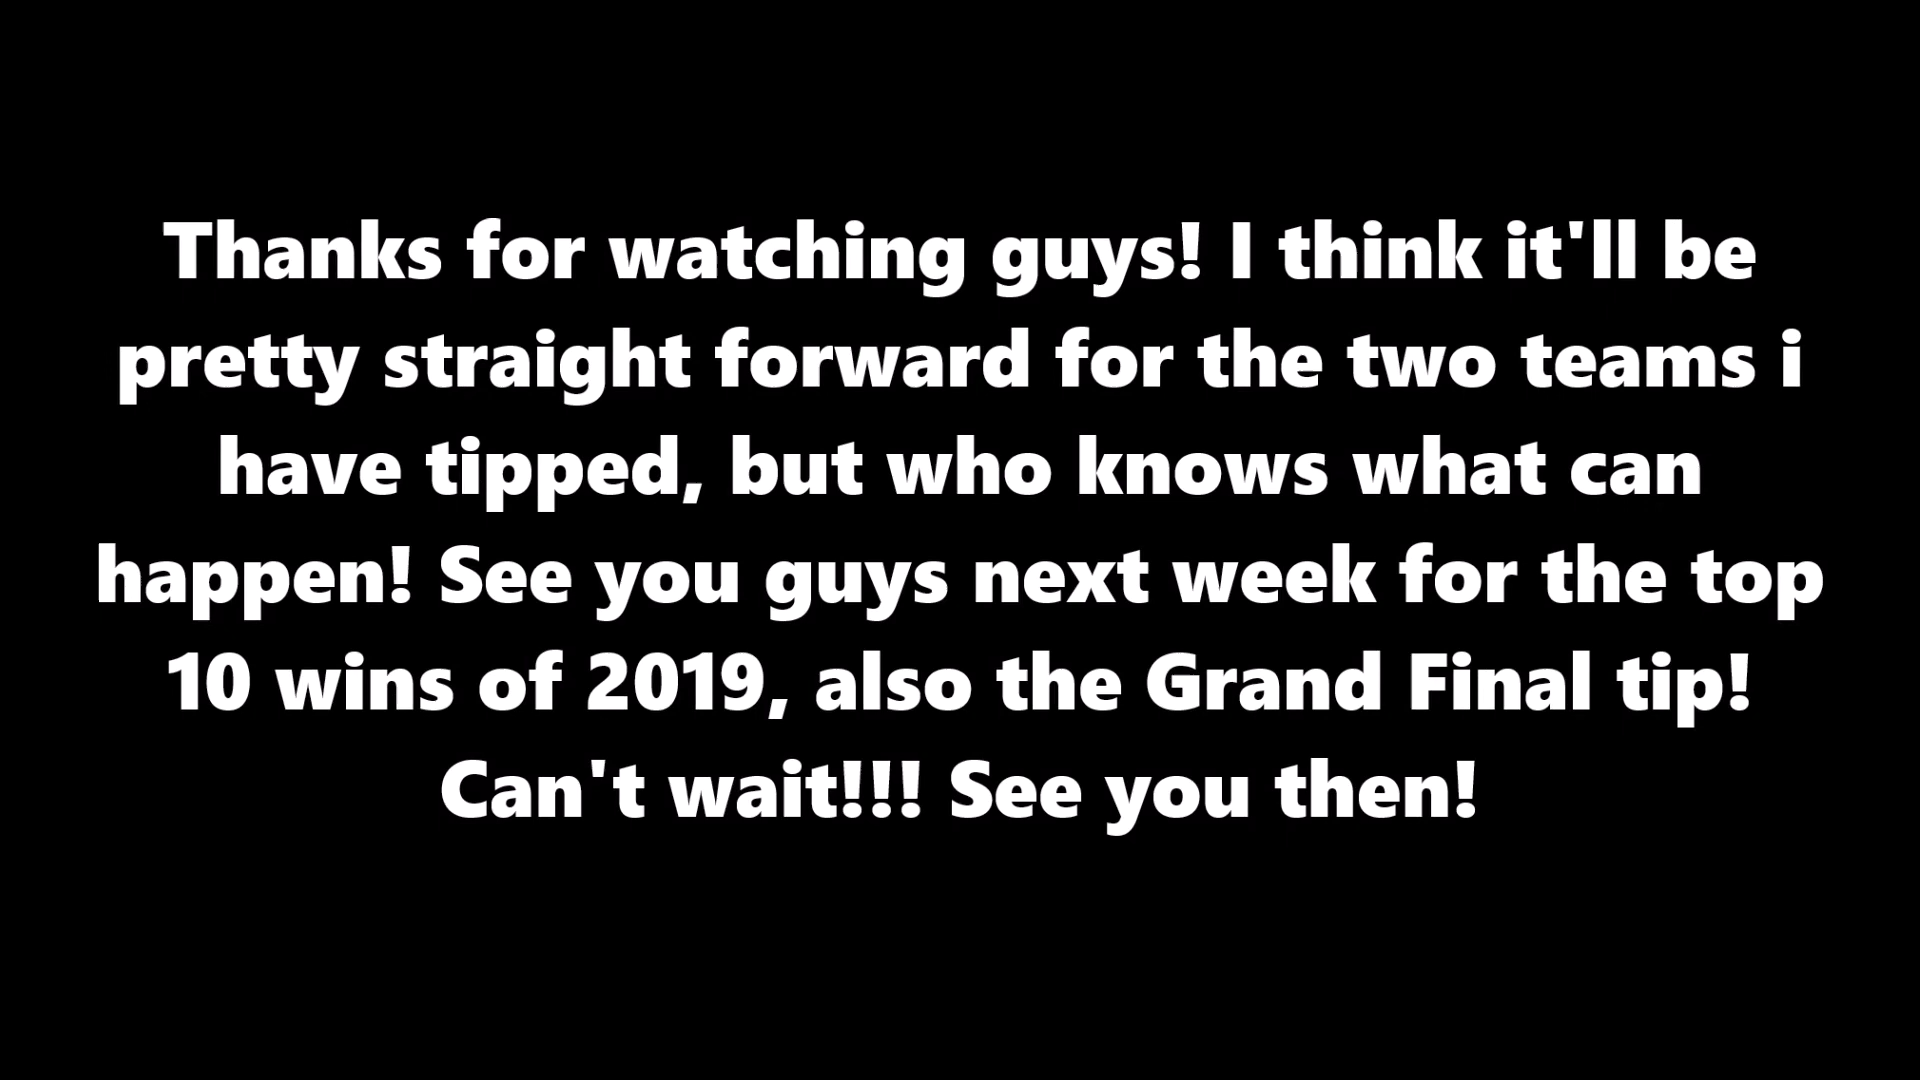 Thanks for watching guys! I think it'll be
pretty straight forward for the two teams i
have tipped, but who knows what can
happen! See you guys next week for the top
10 wins of 2019, also the Grand Final tip!
Can't wait!!! See you then!